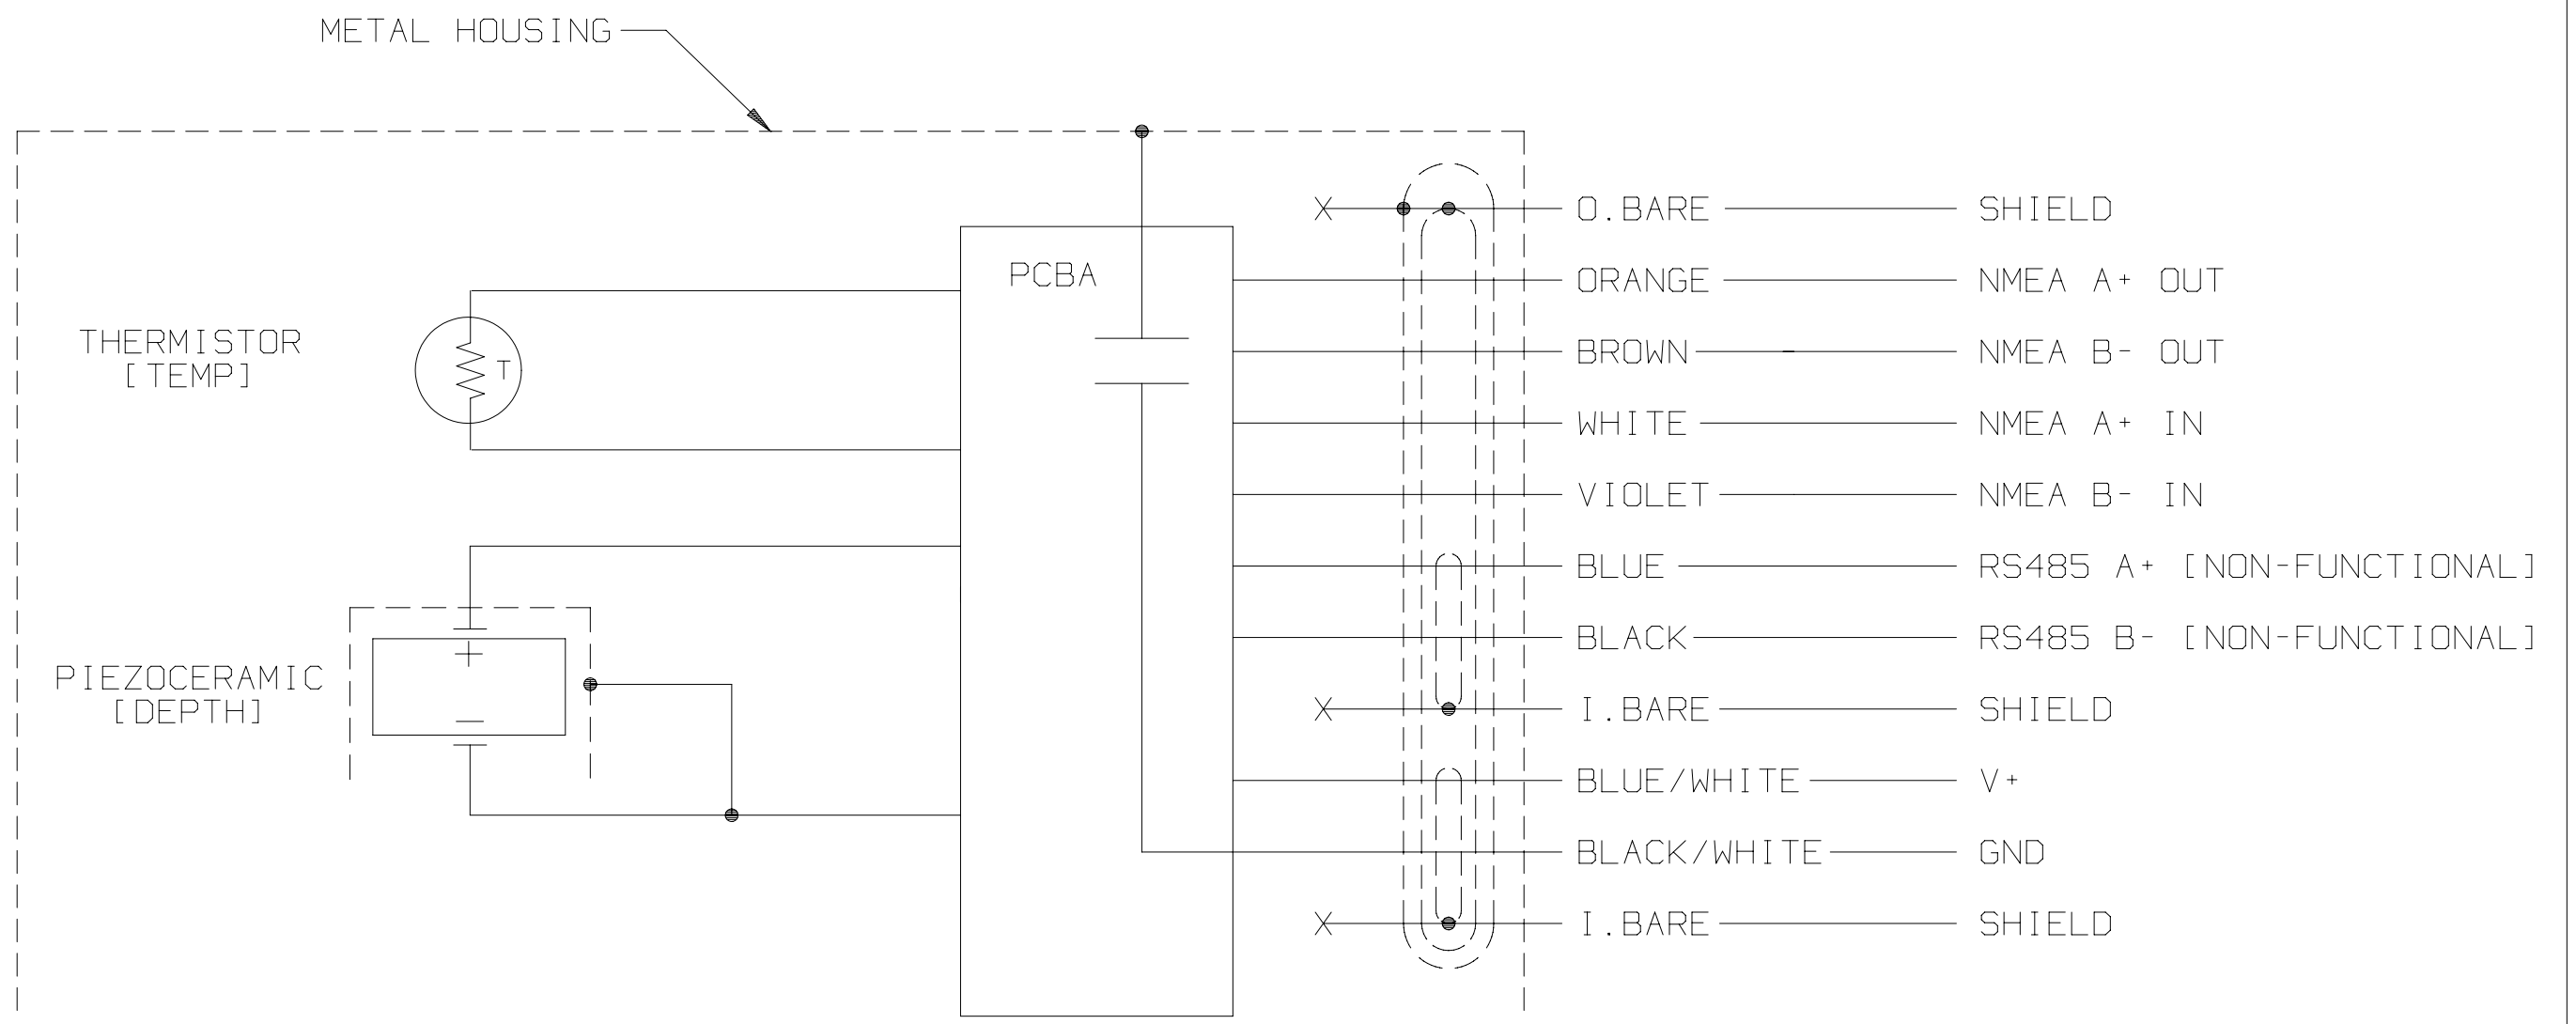 METAL HOUSING
PCBA
THERMISTOR
[TEMP]
T
PIEZOCERAMIC
[DEPTH]
+
—
X O.BARE SHIELD
ORANGE NMEA A+ OUT
BROWN NMEA B- OUT
WHITE NMEA A+ IN
VIOLET NMEA B- IN
BLUE RS485 A+ [NON-FUNCTIONAL]
BLACK RS485 B- [NON-FUNCTIONAL]
X I.BARE SHIELD
BLUE/WHITE V+
BLACK/WHITE GND
X I.BARE SHIELD